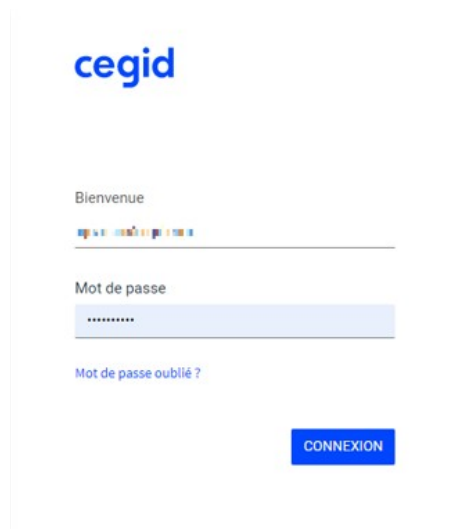 cegid
Bienvenue
Mot de passe
••••••••••
Mot de passe oublié ?
CONNEXION